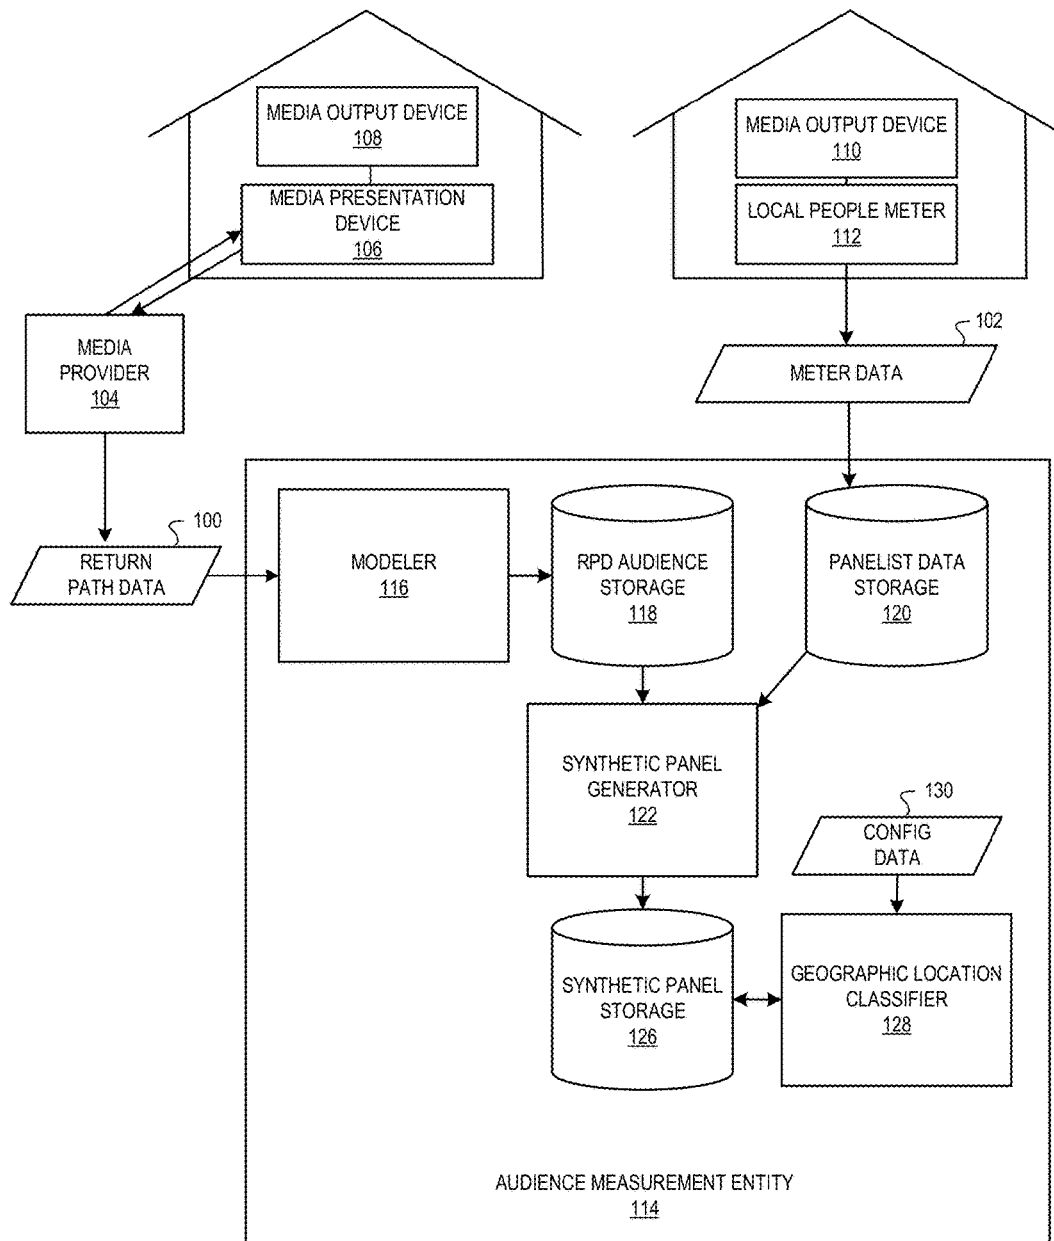 MEDIA OUTPUT DEVICE
108
MEDIA PRESENTATION
DEVICE
106
MEDIA OUTPUT DEVICE
110
LOCAL PEOPLE METER
112
MEDIA
PROVIDER
104
102
METER DATA
100
RETURN
PATH DATA
MODELER
116
RPD AUDIENCE
STORAGE
118
PANELIST DATA
STORAGE
120
SYNTHETIC PANEL
GENERATOR
122
130
CONFIG
DATA
SYNTHETIC PANEL
STORAGE
126
GEOGRAPHIC LOCATION
CLASSIFIER
128
AUDIENCE MEASUREMENT ENTITY
114